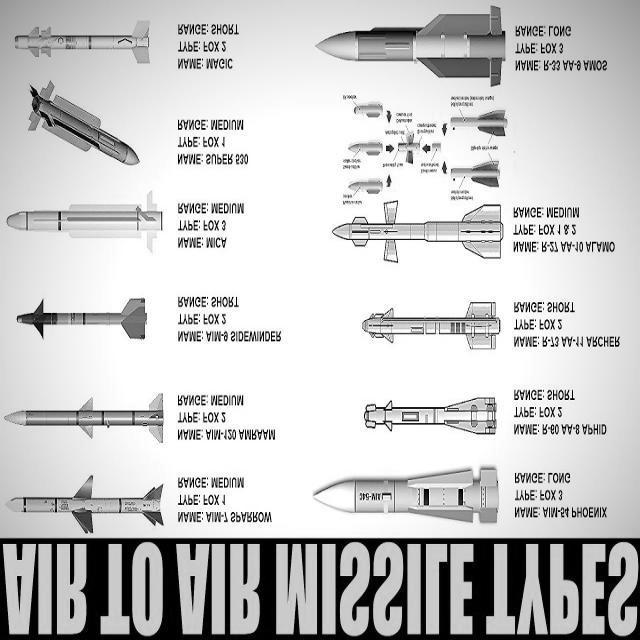 AIR TO AIR MISSILE TYPES
NAME: AIM-7 SPARROW
TYPE: FOX 1
RANGE: MEDIUM
NAME: AIM-120 AMRAAM
TYPE: FOX 2
RANGE: MEDIUM
NAME: AIM-9 SIDEWINDER
TYPE: FOX 2
RANGE: SHORT
NAME: MICA
TYPE: FOX 3
RANGE: MEDIUM
NAME: SUPER 530
TYPE: FOX 1
RANGE: MEDIUM
NAME: MAGIC
TYPE: FOX 2
RANGE: SHORT
AIM-54C
NAME: AIM-54 PHOENIX
TYPE: FOX 3
RANGE: LONG
NAME: R-60 AA-8 APHID
TYPE: FOX 2
RANGE: SHORT
NAME: R-73 AA-11 ARCHER
TYPE: FOX 2
RANGE: SHORT
NAME: R-27 AA-10 ALAMO
TYPE: FOX 1 & 2
RANGE: MEDIUM
NAME: R-33 AA-9 AMOS
TYPE: FOX 3
RANGE: LONG